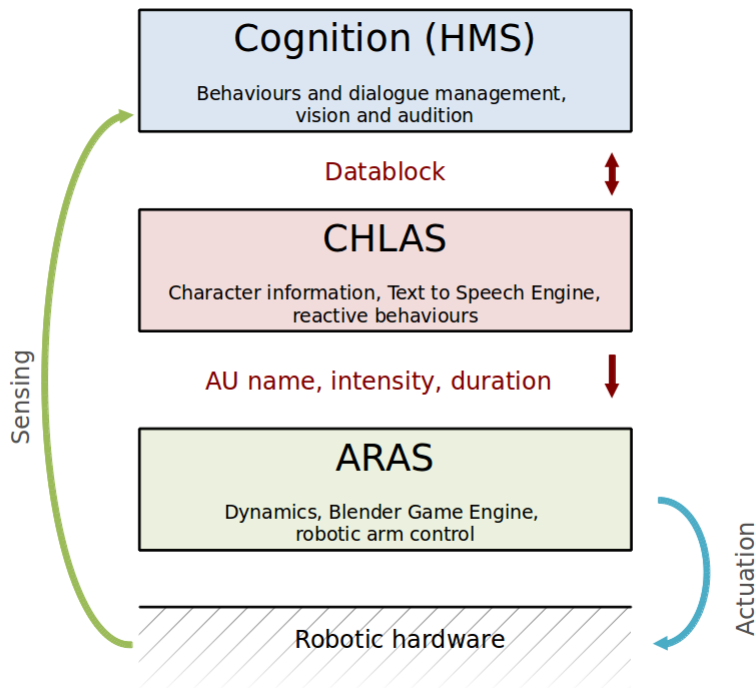 Cognition (HMS)
Behaviours and dialogue management,
vision and audition
Datablock
CHLAS
Character information, Text to Speech Engine,
reactive behaviours
AU name, intensity, duration
Sensing
ARAS
Dynamics, Blender Game Engine,
robotic arm control
Actuation
Robotic hardware